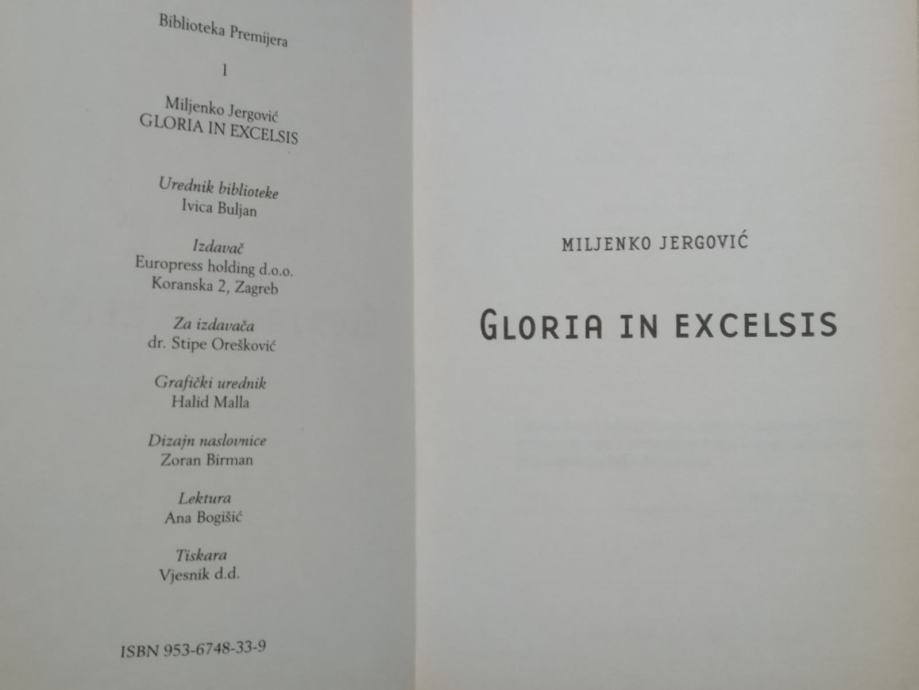 Biblioteka Premijera
1
Miljenko Jergović
GLORIA IN EXCELSIS
Urednik biblioteke
Ivica Buljan
Izdavač
Europress holding d.o.o.
Koranska 2, Zagreb
Za izdavača
dr. Stipe Orešković
Grafički urednik
Halid Malla
Dizajn naslovnice
Zoran Birman
Lektura
Ana Bogišić
Tiskara
Vjesnik d.d.
ISBN 953-6748-33-9
MILJENKO JERGOVIĆ
GLORIA IN EXCELSIS